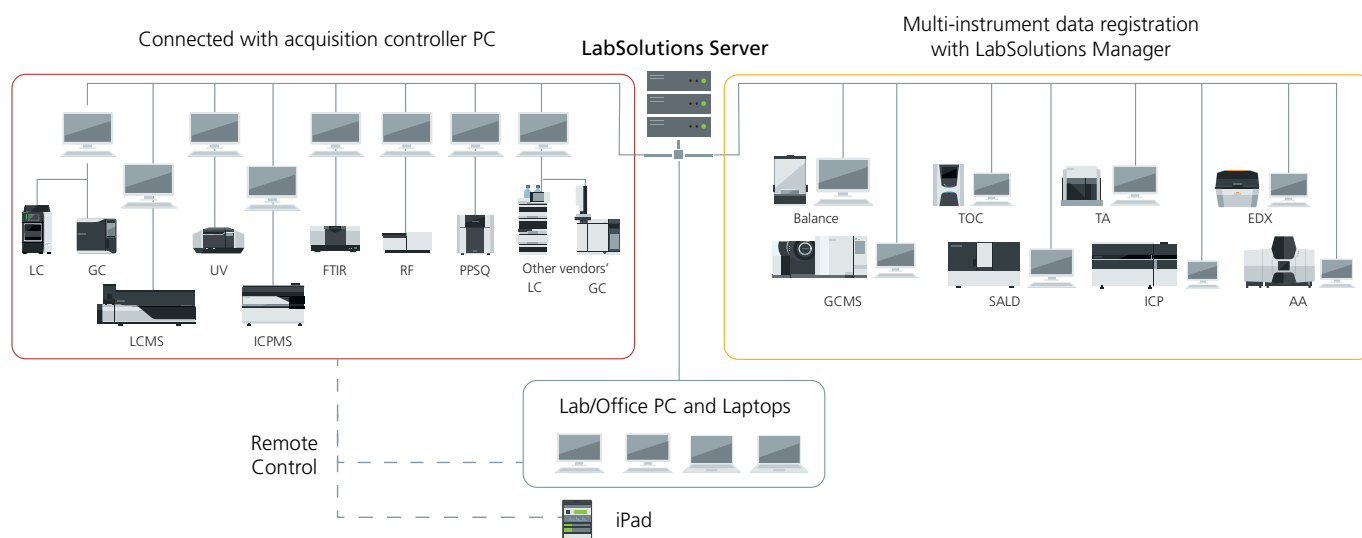 Connected with acquisition controller PC
LabSolutions Server
Multi-instrument data registration
with LabSolutions Manager
LC
GC
UV
FTIR
RF
PPSQ
Other vendors’
LC
GC
LCMS
ICPMS
Balance
TOC
TA
EDX
GCMS
SALD
ICP
AA
Lab/Office PC and Laptops
Remote
Control
iPad